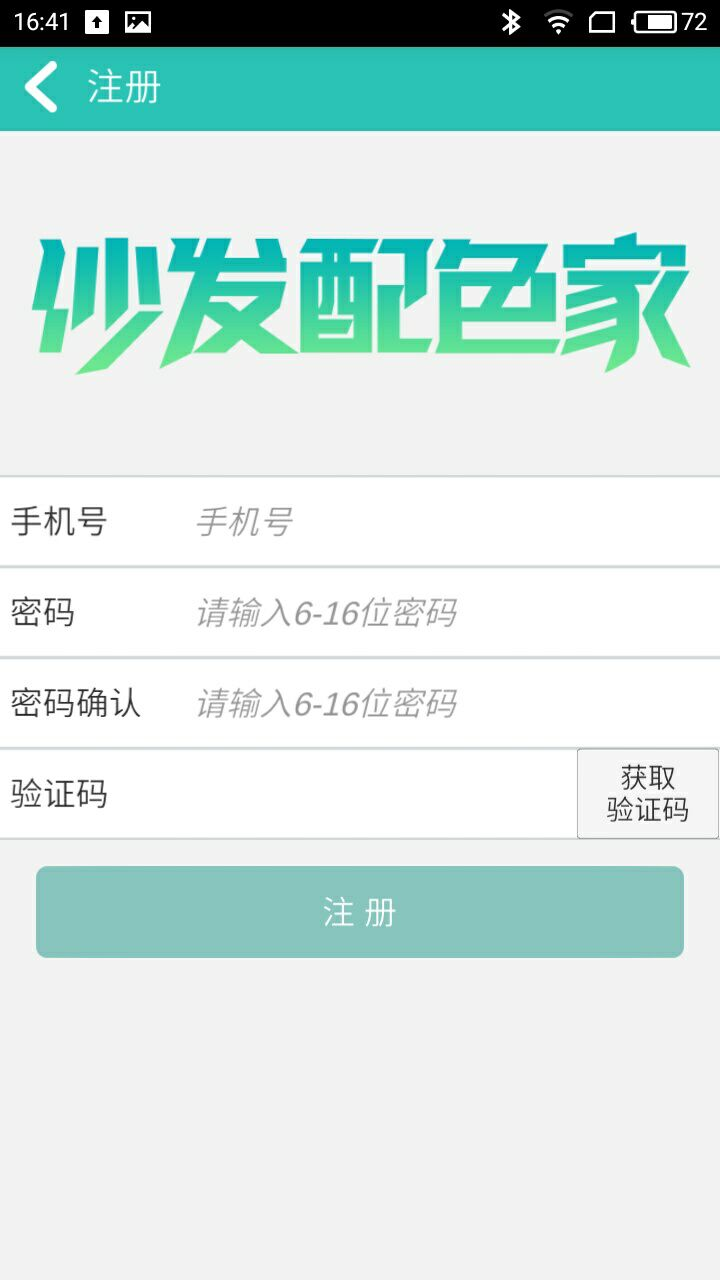 16:41
72
注册
沙发配色家
手机号 手机号
密码 请输入6-16位密码
密码确认 请输入6-16位密码
验证码
获取
验证码
注 册